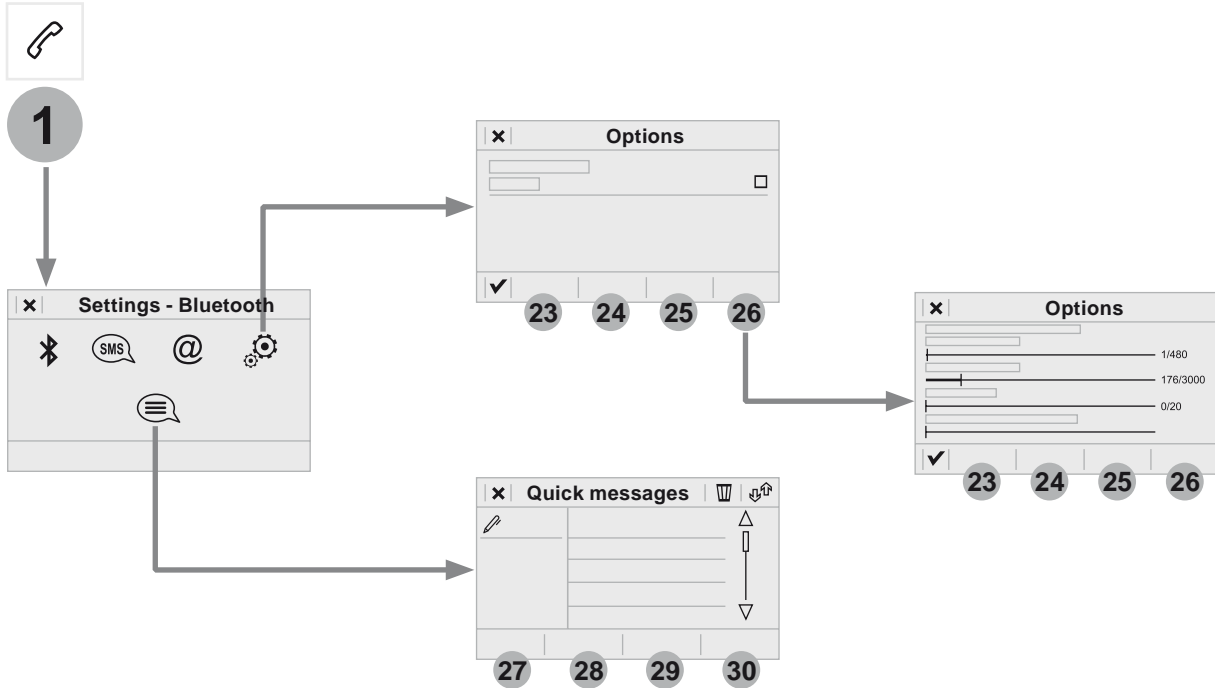 1
Options
23 24 25 26
Settings - Bluetooth
SMS @
Options
1/480
176/3000
0/20
23 24 25 26
Quick messages
27 28 29 30